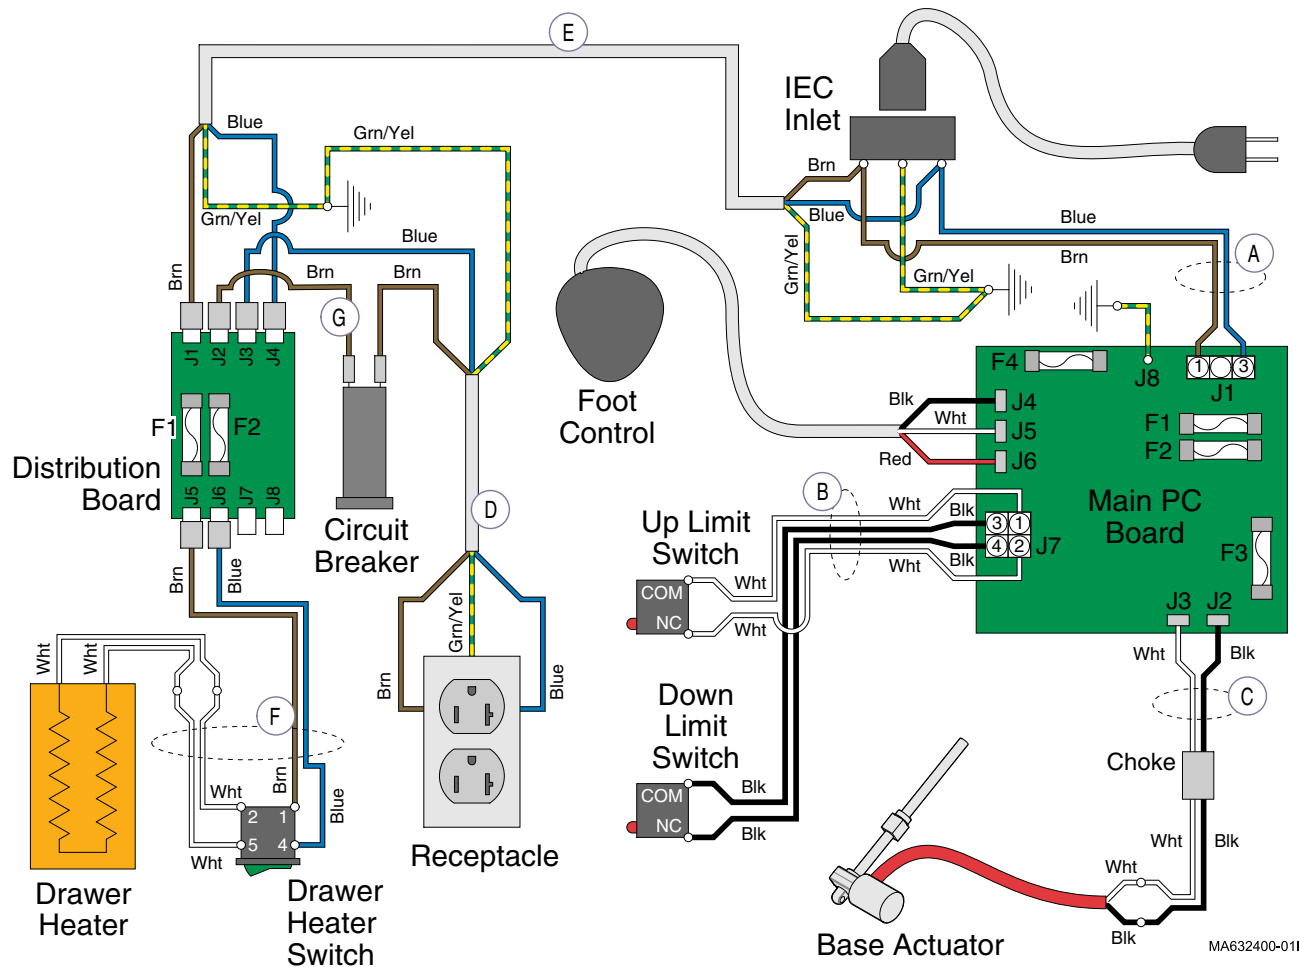 E
IEC
Inlet
Blue
Grn/Yel
Brn
Grn/Yel
Blue
Blue
Blue
A
Brn
Grn/Yel
Grn/Yel
Brn
Brn
Brn
Brn
G
J1
J2
J3
J4
F1
F2
Distribution
Board
J5
J6
J7
J8
Circuit
Breaker
D
Foot
Control
Blk
Wht
Red
F4
J8
1
3
J1
J4
J5
J6
F1
F2
Main PC
Board
F3
J3
J2
B
Wht
Blk
3
1
4
2
J7
Blk
Wht
Up Limit
Switch
COM
NC
Wht
Wht
Brn
Blue
Grn/Yel
Brn
Blue
Receptacle
Wht
Wht
F
Wht
Wht
Brn
Blue
2
1
5
4
Drawer
Heater
Drawer
Heater
Switch
Down
Limit
Switch
COM
NC
Blk
Blk
Wht
Blk
C
Choke
Wht
Blk
Wht
Blk
Base Actuator
MA632400-01I